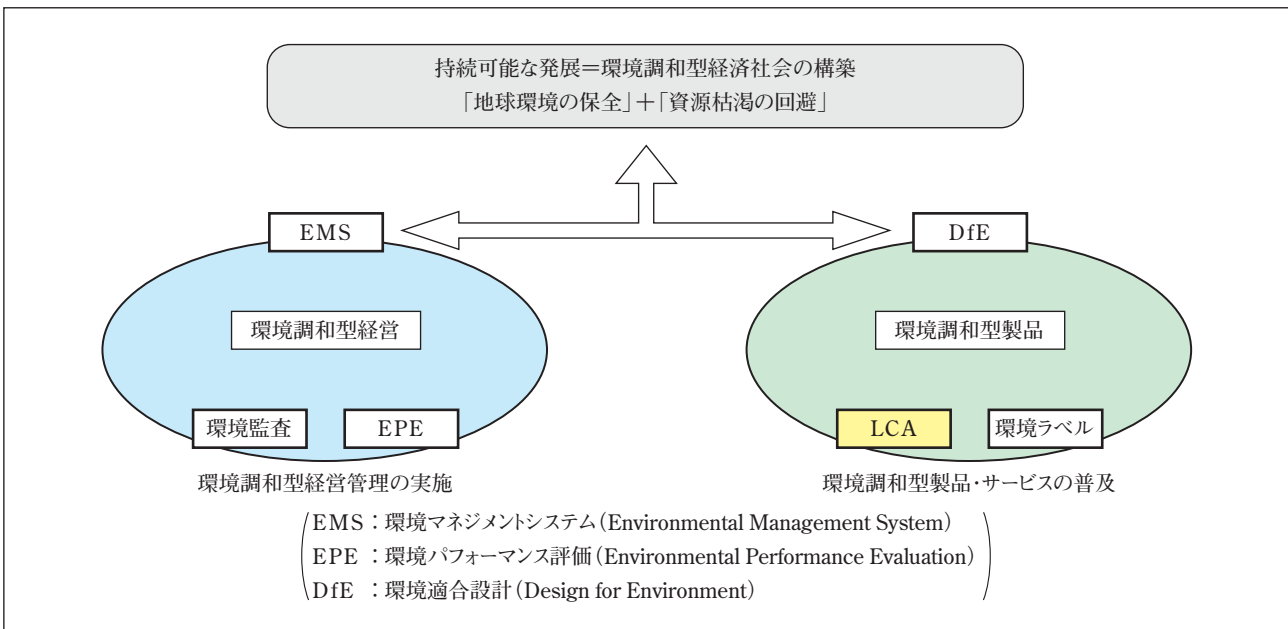 持続可能な発展＝環境調和型経済社会の構築
「地球環境の保全」＋「資源枯渇の回避」
EMS
DfE
環境調和型経営
環境調和型製品
環境監査
EPE
LCA
環境ラベル
環境調和型経営管理の実施
環境調和型製品・サービスの普及
EMS：環境マネジメントシステム(Environmental Management System)
EPE：環境パフォーマンス評価(Environmental Performance Evaluation)
DfE：環境適合設計(Design for Environment)